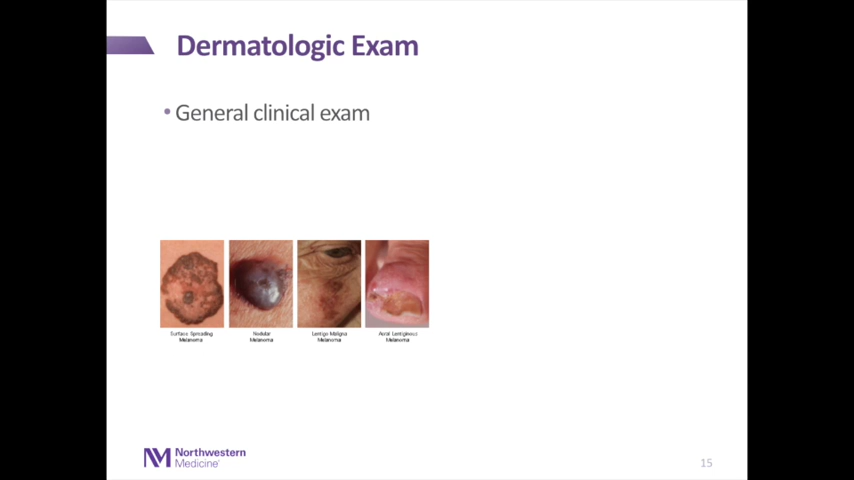 Dermatologic Exam
• General clinical exam
Surface Spreading
Melanoma
Nodular
Melanoma
Lentigo Maligna
Melanoma
Acral Lentiginous
Melanoma
Northwestern
Medicine
15